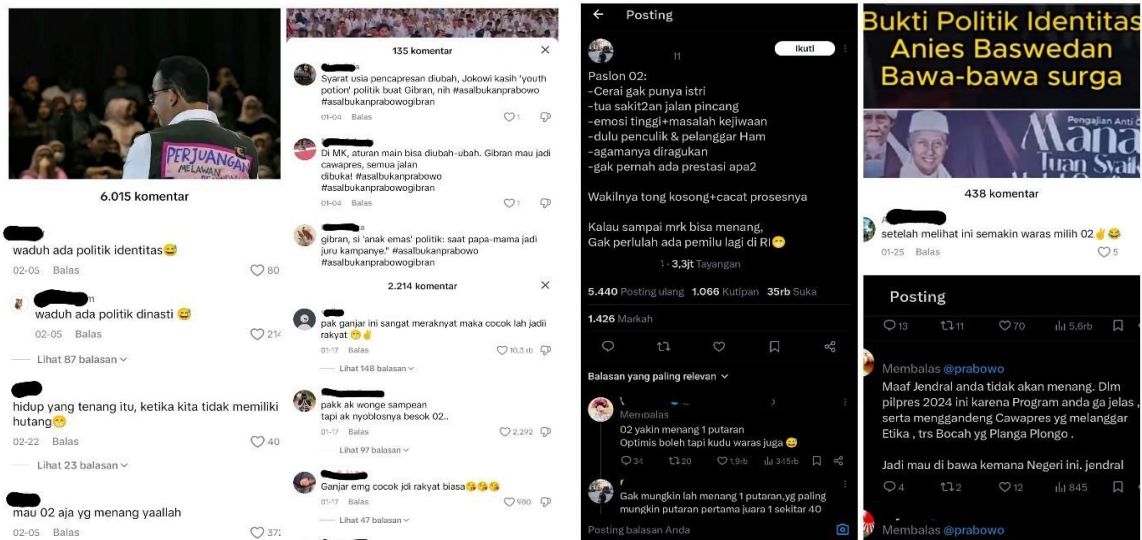 PERJUANGAN
MELAWAN
6.015 komentar
waduh ada politik identitas😅
02-05 Balas
80
waduh ada politik dinasti 😅
02-05 Balas
214
Lihat 87 balasan
hidup yang tenang itu, ketika kita tidak memiliki
hutang😁
02-22 Balas
40
Lihat 23 balasan
mau 02 aja yg menang yaallah
02-05 Balas
372
135 komentar
Syarat usia pencapresan diubah, Jokowi kasih 'youth
potion' politik buat Gibran, nih #asalbukanprabowo
#asalbukanprabowogibran
01-04 Balas
1
Di MK, aturan main bisa diubah-ubah. Gibran mau jadi
cawapres, semua jalan
dibuka! #asalbukanprabowo
#asalbukanprabowogibran
01-04 Balas
1
gibran, si 'anak emas' politik: saat papa-mama jadi
juru kampanye." #asalbukanprabowo
#asalbukanprabowogibran
2.214 komentar
pak ganjar ini sangat meraknyat maka cocok lah jadii
rakyat 😁✌
01-17 Balas
10,3 rb
Lihat 148 balasan
pakk ak wonge sampean
tapi ak nyoblosnya besok 02..
01-17 Balas
2.292
Lihat 97 balasan
Ganjar emg cocok jdi rakyat biasa😘😘😘
01-17 Balas
980
Lihat 47 balasan
Posting
11
Ikuti
Paslon 02:
-Cerai gak punya istri
-tua sakit2an jalan pincang
-emosi tinggi+masalah kejiwaan
-dulu penculik & pelanggar Ham
-agamanya diragukan
-gak pernah ada prestasi apa2
Wakilnya tong kosong+cacat prosesnya
Kalau sampai mrk bisa menang,
Gak perlulah ada pemilu lagi di RI😁
3,3jt Tayangan
5.440 Posting ulang 1.066 Kutipan 35rb Suka
1.426 Markah
Balasan yang paling relevan
Membalas
02 yakin menang 1 putaran
Optimis boleh tapi kudu waras juga 😄
34 20 1,9rb 345rb
Gak mungkin lah menang 1 putaran,yg paling
mungkin putaran pertama juara 1 sekitar 40
Posting balasan Anda
Bukti Politik Identitas
Anies Baswedan
Bawa-bawa surga
Pengajian Anti
Mana
Tuan Syaik
438 komentar
setelah melihat ini semakin waras milih 02✌😂
01-25 Balas
5
Posting
13 11 70 5,6rb
Membalas @prabowo
Maaf Jendral anda tidak akan menang. Dlm
pilpres 2024 ini karena Program anda ga jelas ,
serta menggandeng Cawapres yg melanggar
Etika , trs Bocah yg Planga Plongo .
Jadi mau di bawa kemana Negeri ini. jendral
4 2 12 845
Membalas @prabowo